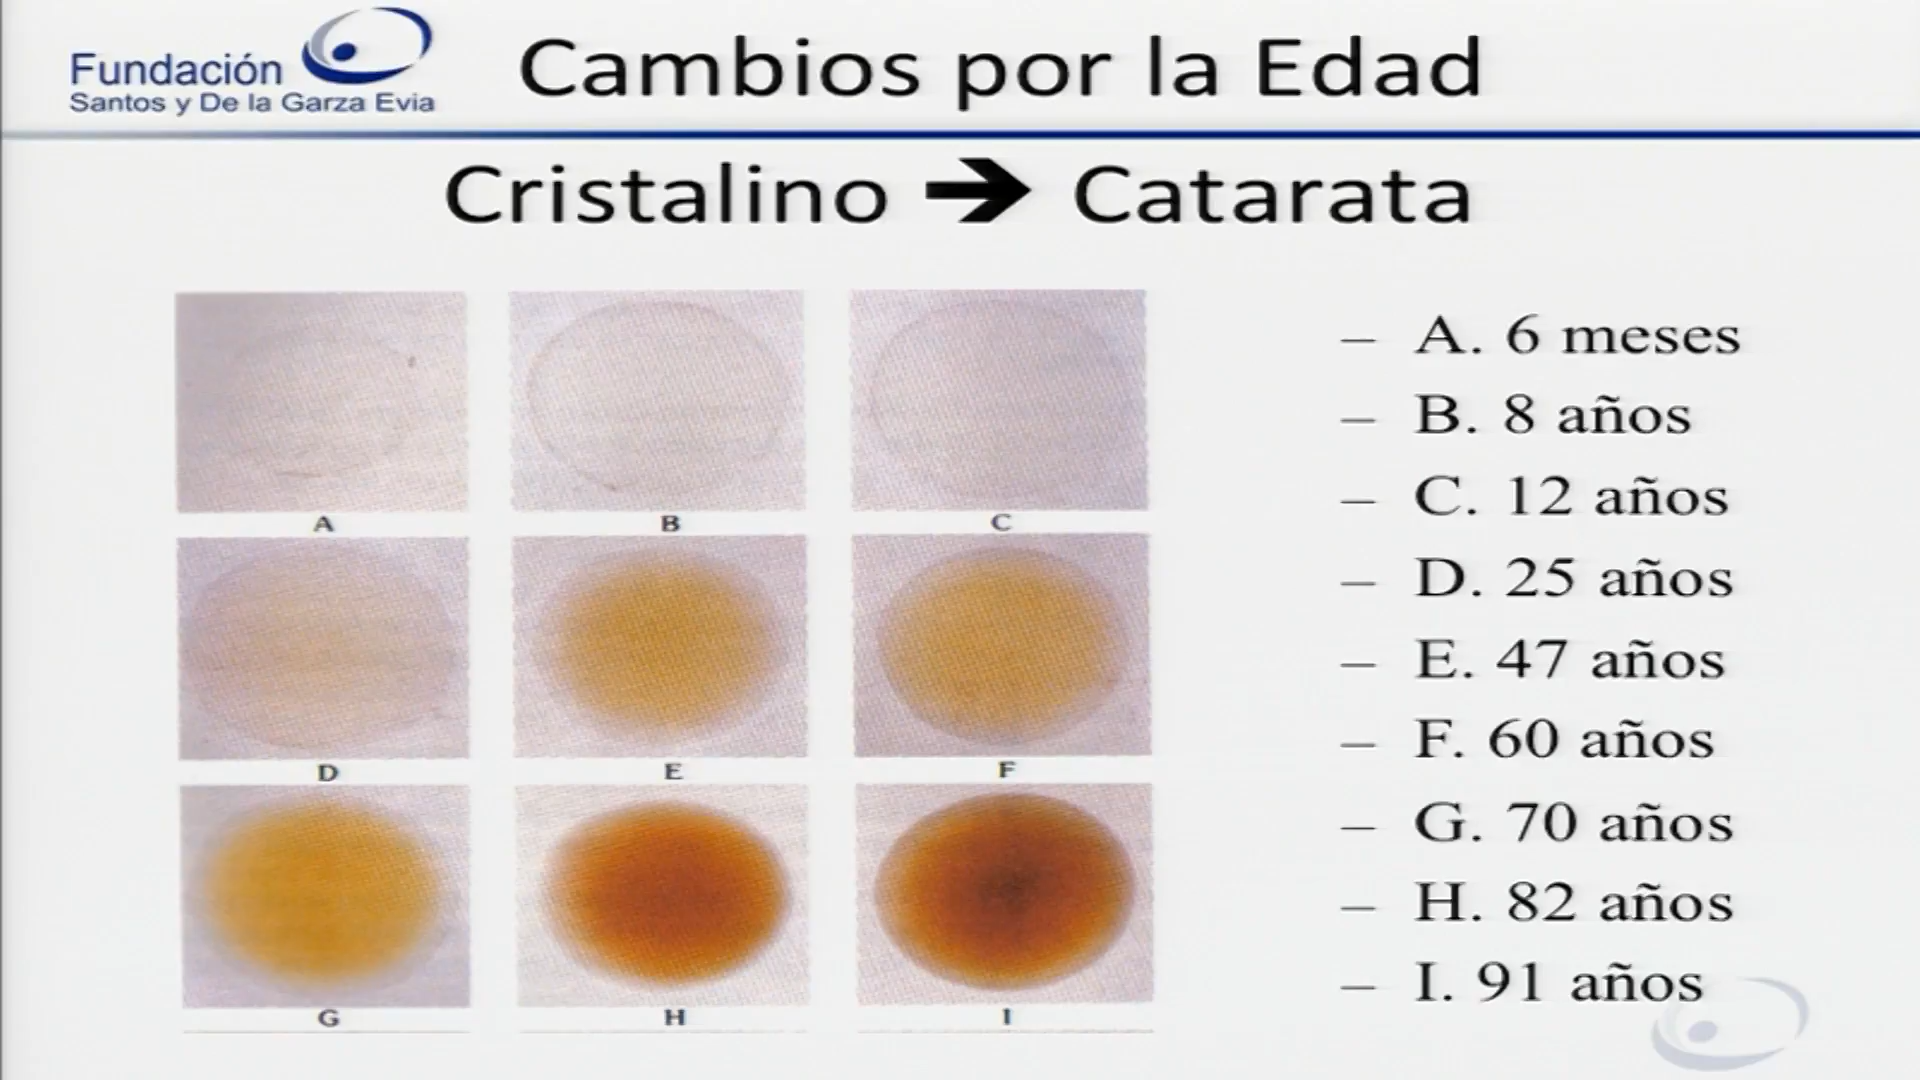 Fundación
Santos y De la Garza Evia
Cambios por la Edad
Cristalino ➔ Catarata
A
B
C
D
E
F
G
H
I
– A. 6 meses
– B. 8 años
– C. 12 años
– D. 25 años
– E. 47 años
– F. 60 años
– G. 70 años
– H. 82 años
– I. 91 años